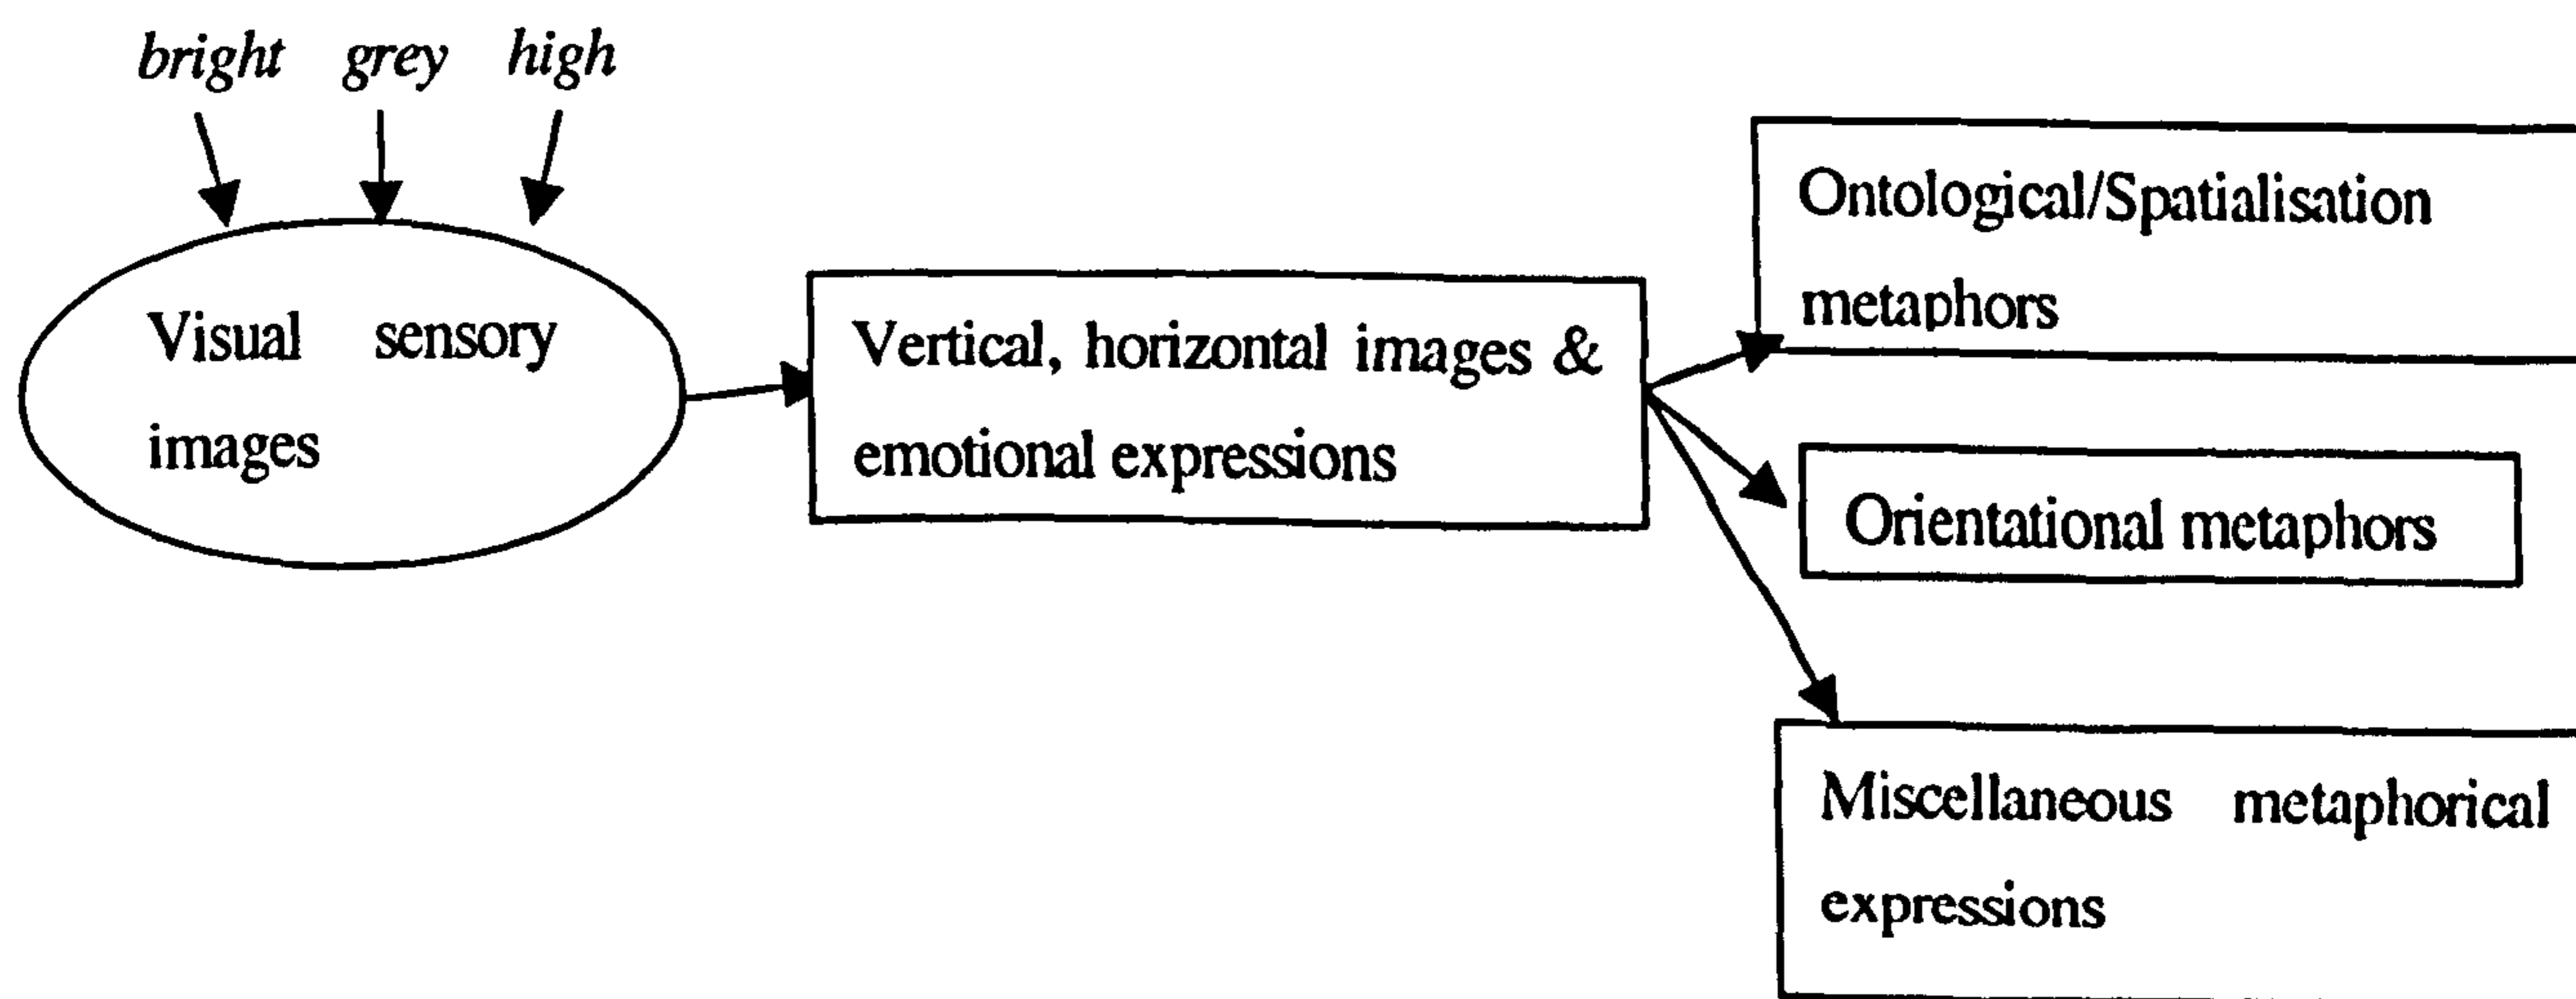 bright grey high
Visual sensory
images
Vertical, horizontal images &
emotional expressions
Ontological/Spatialisation
metaphors
Orientational metaphors
Miscellaneous metaphorical
expressions